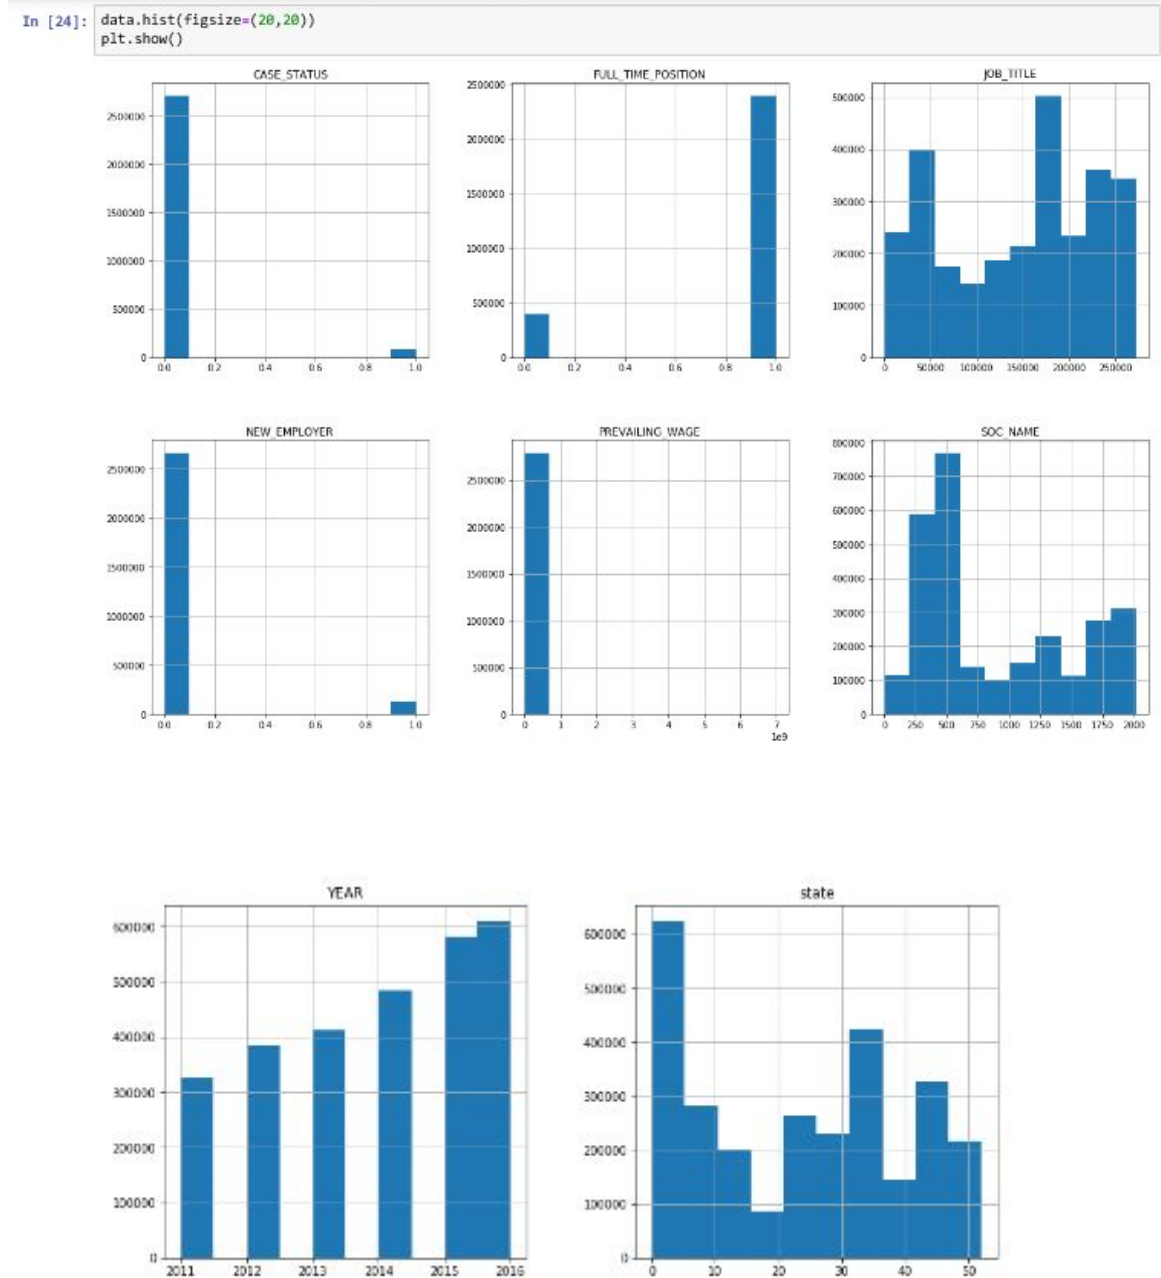 In [24]: data.hist(figsize=(20,20))
plt.show()
CASE_STATUS
FULL_TIME_POSITION
JOB_TITLE
2500000
2000000
1500000
1000000
500000
0
0.0 0.2 0.4 0.6 0.8 1.0
2500000
2000000
1500000
1000000
500000
0
0.0 0.2 0.4 0.6 0.8 1.0
500000
400000
300000
200000
100000
0
0 50000 100000 150000 200000 250000
NEW_EMPLOYER
PREVAILING_WAGE
SOC_NAME
2500000
2000000
1500000
1000000
500000
0
0.0 0.2 0.4 0.6 0.8 1.0
2500000
2000000
1500000
1000000
500000
0
0 1 2 3 4 5 6 7
1e9
800000
700000
600000
500000
400000
300000
200000
100000
0
0 250 500 750 1000 1250 1500 1750 2000
YEAR
state
600000
500000
400000
300000
200000
100000
0
2011 2012 2013 2014 2015 2016
600000
500000
400000
300000
200000
100000
0
0 10 20 30 40 50